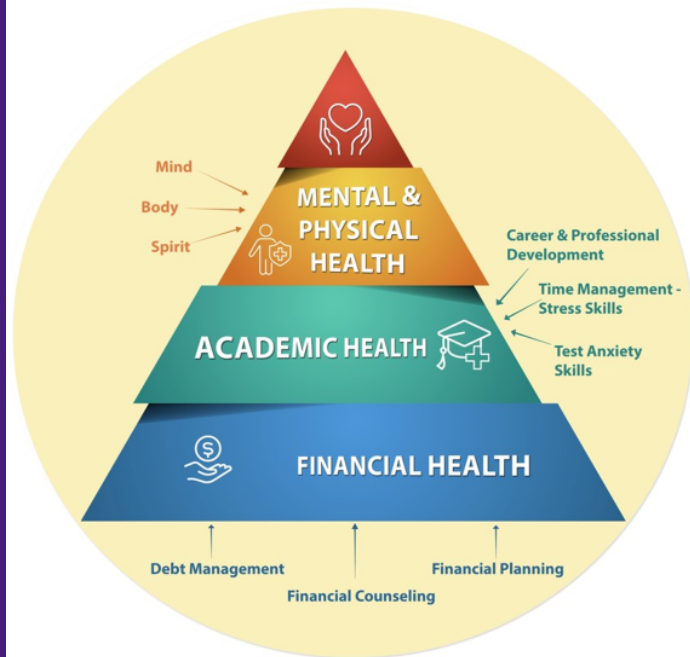 Mind
Body
Spirit
MENTAL &
PHYSICAL
HEALTH
Career & Professional
Development
Time Management -
Stress Skills
Test Anxiety
Skills
ACADEMIC HEALTH
$
FINANCIAL HEALTH
Debt Management
Financial Counseling
Financial Planning